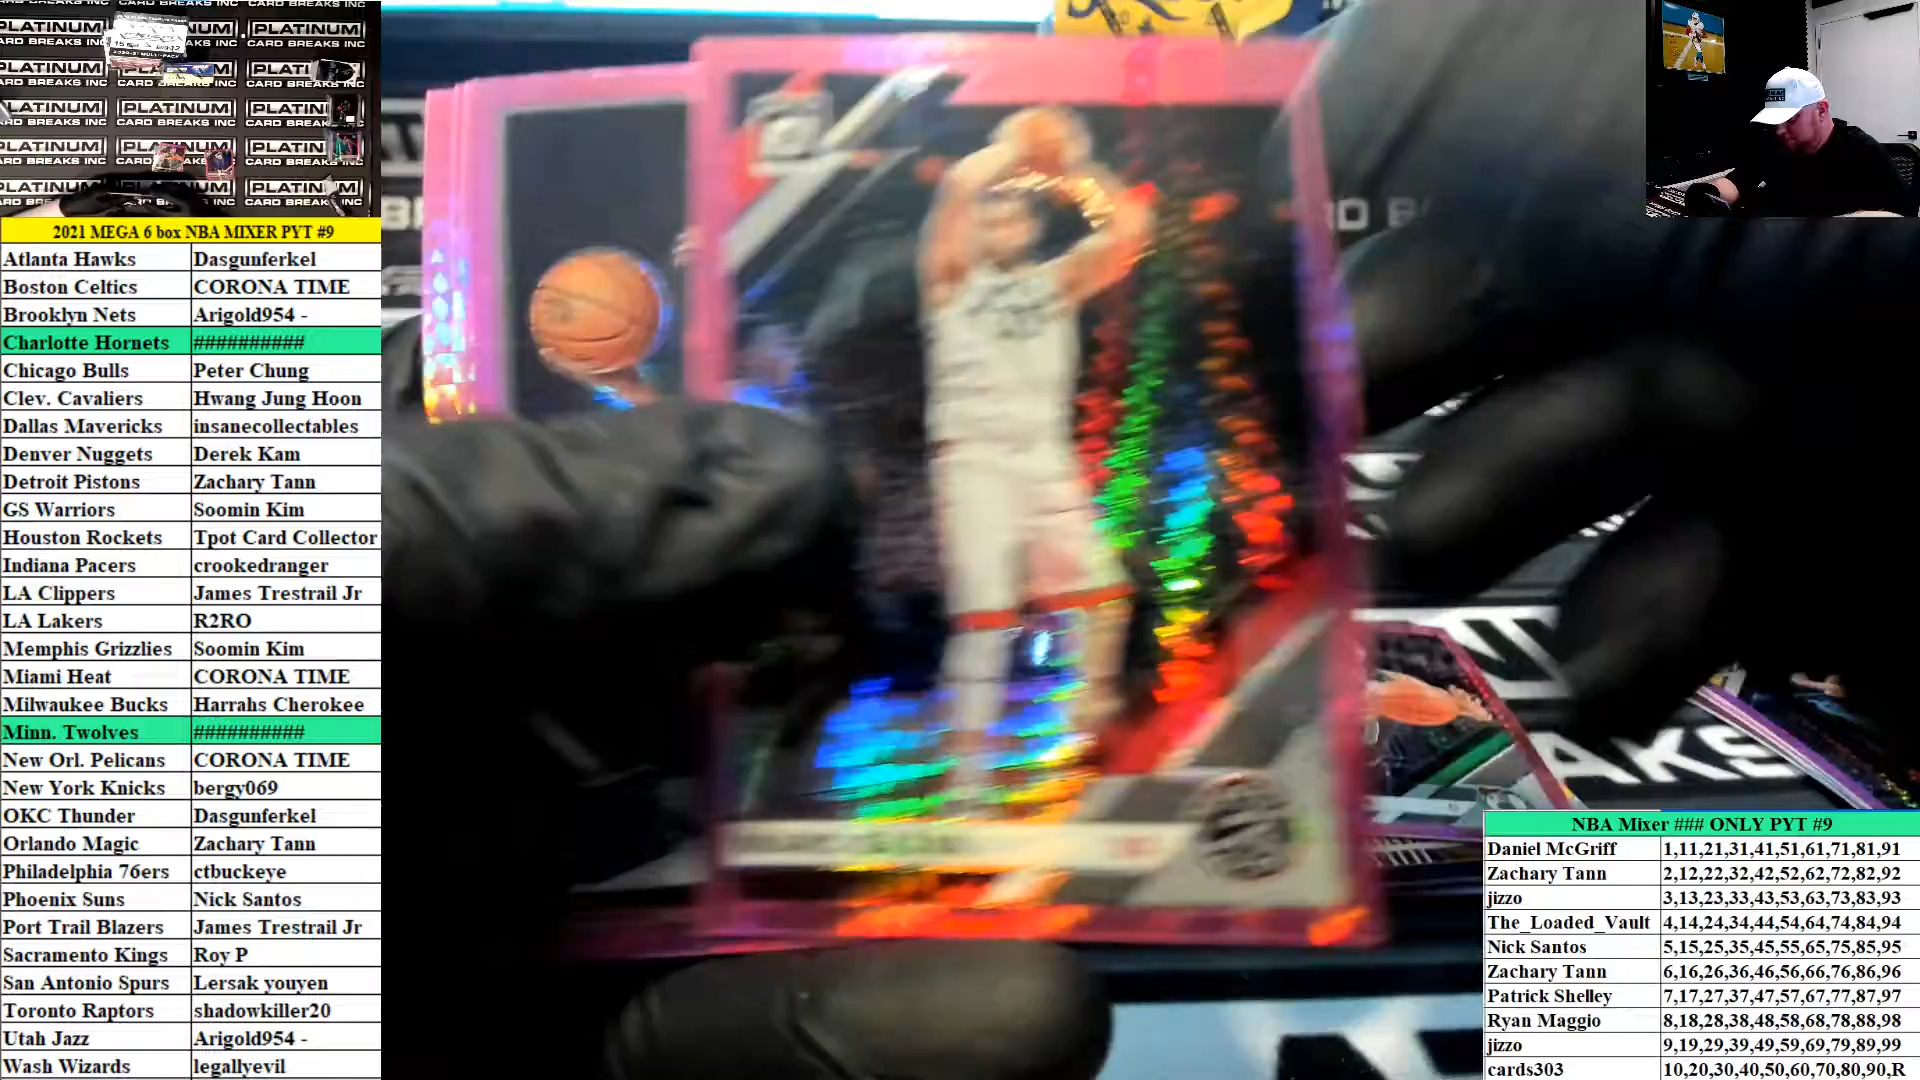 2021 MEGA 6 box NBA MIXER PYT #9
Atlanta Hawks Dasgunferkel
Boston Celtics CORONA TIME
Brooklyn Nets Arigold954 -
Charlotte Hornets ##########
Chicago Bulls Peter Chung
Clev. Cavaliers Hwang Jung Hoon
Dallas Mavericks insanecollectables
Denver Nuggets Derek Kam
Detroit Pistons Zachary Tann
GS Warriors Soomin Kim
Houston Rockets Tpot Card Collector
Indiana Pacers crookedranger
LA Clippers James Trestrail Jr
LA Lakers R2RO
Memphis Grizzlies Soomin Kim
Miami Heat CORONA TIME
Milwaukee Bucks Harrahs Cherokee
Minn. Twolves ##########
New Orl. Pelicans CORONA TIME
New York Knicks bergy069
OKC Thunder Dasgunferkel
Orlando Magic Zachary Tann
Philadelphia 76ers ctbuckeye
Phoenix Suns Nick Santos
Port Trail Blazers James Trestrail Jr
Sacramento Kings Roy P
San Antonio Spurs Lersak youyen
Toronto Raptors shadowkiller20
Utah Jazz Arigold954 -
Wash Wizards legallyevil
PLATINUM
CARD BREAKS INC
AKS
NBA Mixer ### ONLY PYT #9
Daniel McGriff 1,11,21,31,41,51,61,71,81,91
Zachary Tann 2,12,22,32,42,52,62,72,82,92
jizzo 3,13,23,33,43,53,63,73,83,93
The_Loaded_Vault 4,14,24,34,44,54,64,74,84,94
Nick Santos 5,15,25,35,45,55,65,75,85,95
Zachary Tann 6,16,26,36,46,56,66,76,86,96
Patrick Shelley 7,17,27,37,47,57,67,77,87,97
Ryan Maggio 8,18,28,38,48,58,68,78,88,98
jizzo 9,19,29,39,49,59,69,79,89,99
cards303 10,20,30,40,50,60,70,80,90,R